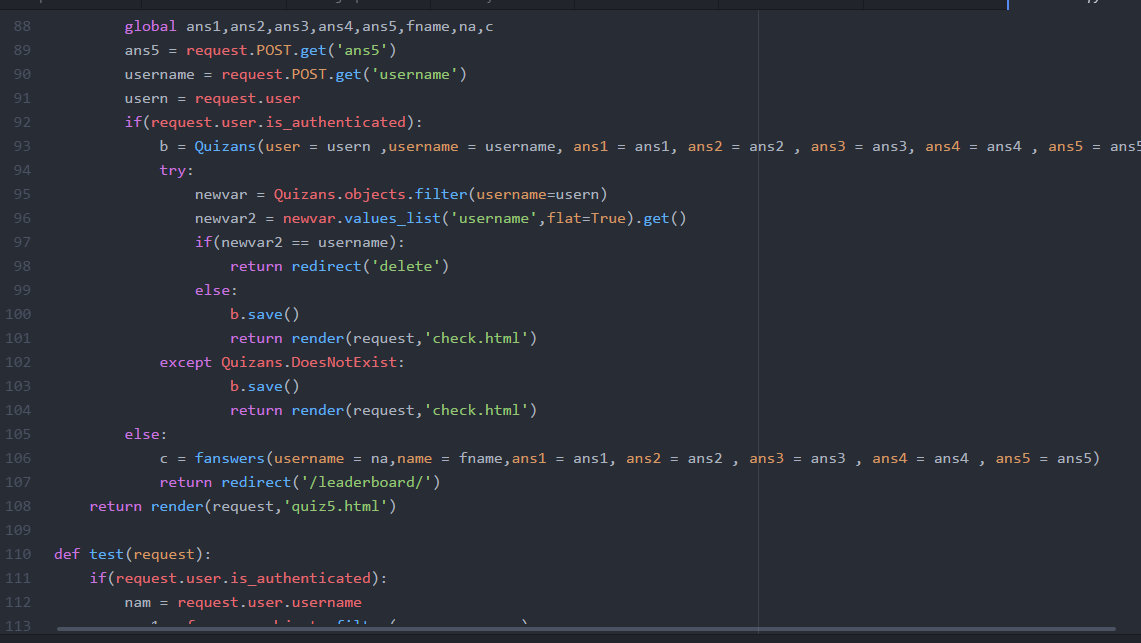 88 global ans1,ans2,ans3,ans4,ans5,fname,na,c
89 ans5 = request.POST.get('ans5')
90 username = request.POST.get('username')
91 usern = request.user
92 if(request.user.is_authenticated):
93 b = Quizans(user = usern ,username = username, ans1 = ans1, ans2 = ans2 , ans3 = ans3, ans4 = ans4 , ans5 = ans5
94 try:
95 newvar = Quizans.objects.filter(username=usern)
96 newvar2 = newvar.values_list('username',flat=True).get()
97 if(newvar2 == username):
98 return redirect('delete')
99 else:
100 b.save()
101 return render(request,'check.html')
102 except Quizans.DoesNotExist:
103 b.save()
104 return render(request,'check.html')
105 else:
106 c = fanswers(username = na,name = fname,ans1 = ans1, ans2 = ans2 , ans3 = ans3 , ans4 = ans4 , ans5 = ans5)
107 return redirect('/leaderboard/')
108 return render(request,'quiz5.html')
109
110 def test(request):
111 if(request.user.is_authenticated):
112 nam = request.user.username
113